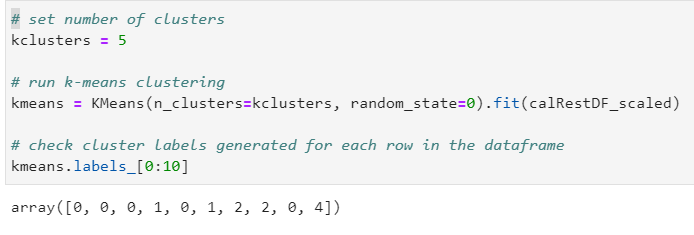 # set number of clusters
kclusters = 5
# run k-means clustering
kmeans = KMeans(n_clusters=kclusters, random_state=0).fit(calRestDF_scaled)
# check cluster labels generated for each row in the dataframe
kmeans.labels_[0:10]
array([0, 0, 0, 1, 0, 1, 2, 2, 0, 4])